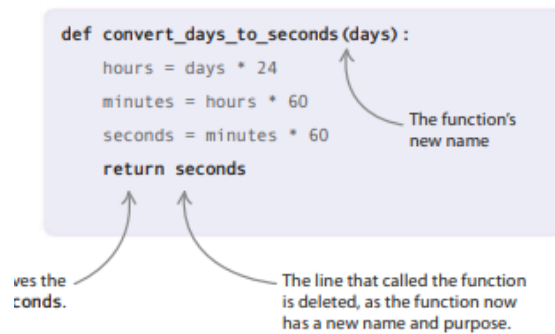 def convert_days_to_seconds(days):
hours = days * 24
minutes = hours * 60
seconds = minutes * 60
return seconds
The function's
new name
the
The line that called the function
is deleted, as the function now
has a new name and purpose.